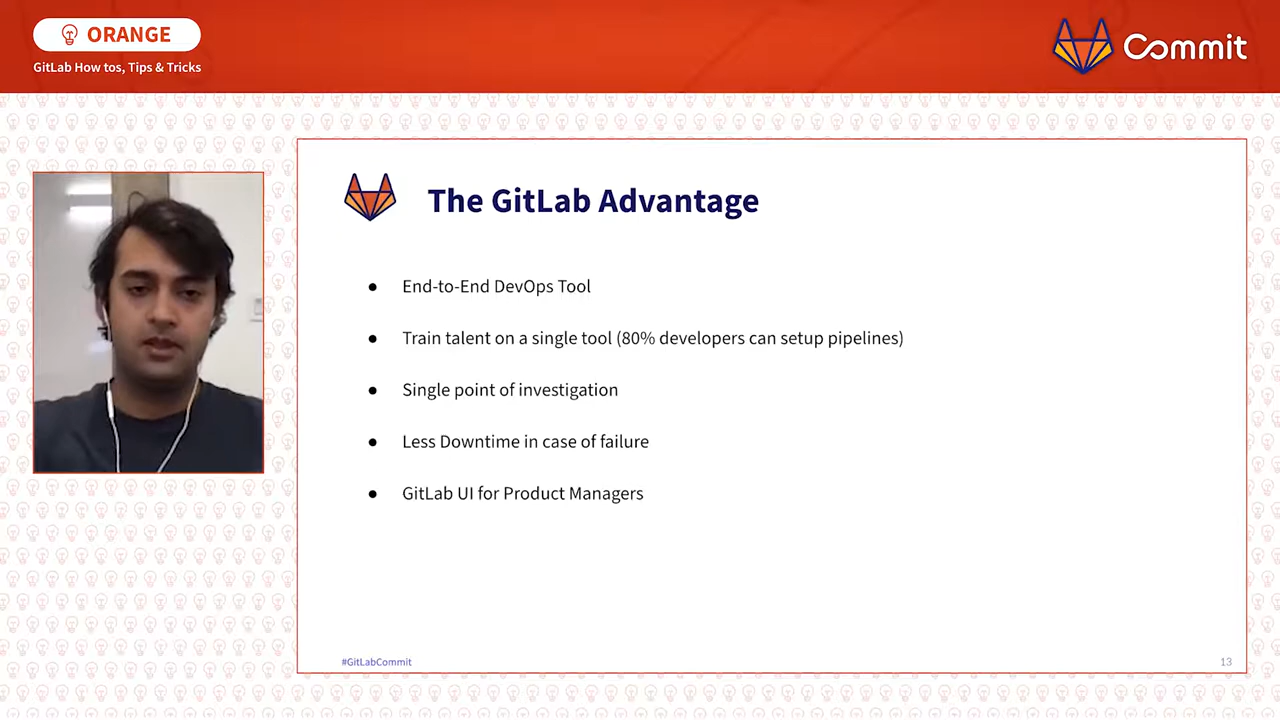 ORANGE
GitLab How tos, Tips & Tricks
Commit
The GitLab Advantage
● End-to-End DevOps Tool
● Train talent on a single tool (80% developers can setup pipelines)
● Single point of investigation
● Less Downtime in case of failure
● GitLab UI for Product Managers
#GitLabCommit
13